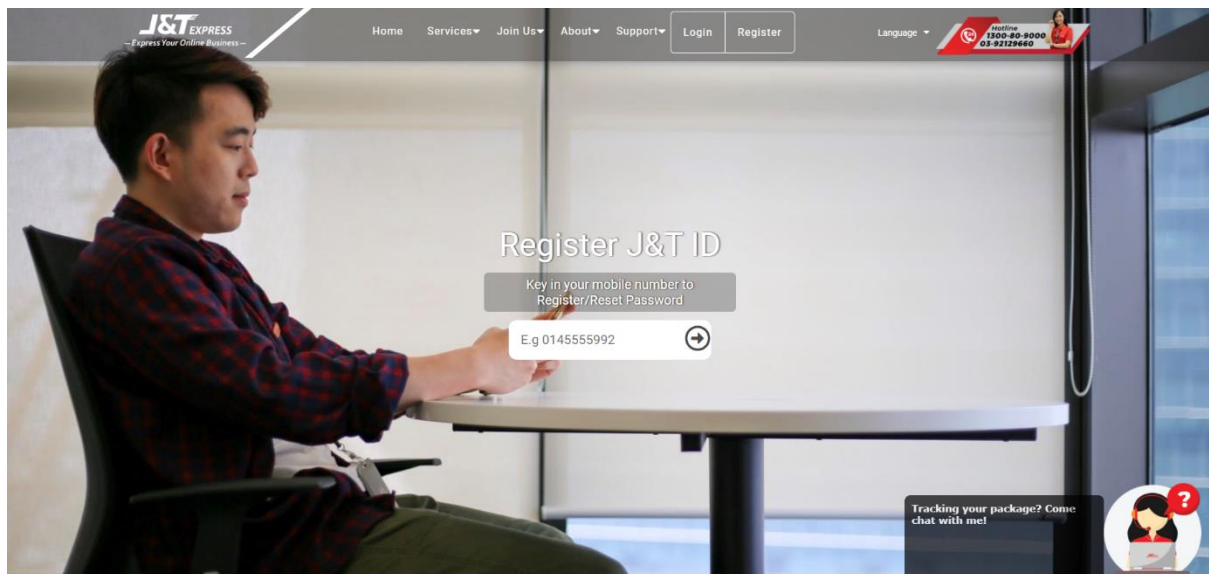 J&T EXPRESS
—Express Your Online Business—
Home Services Join Us About Support Login Register
Language
Hotline
1300-80-9000
03-92129660
Register J&T ID
Key in your mobile number to
Register/Reset Password
E.g 0145555992
Tracking your package? Come
chat with me!
?